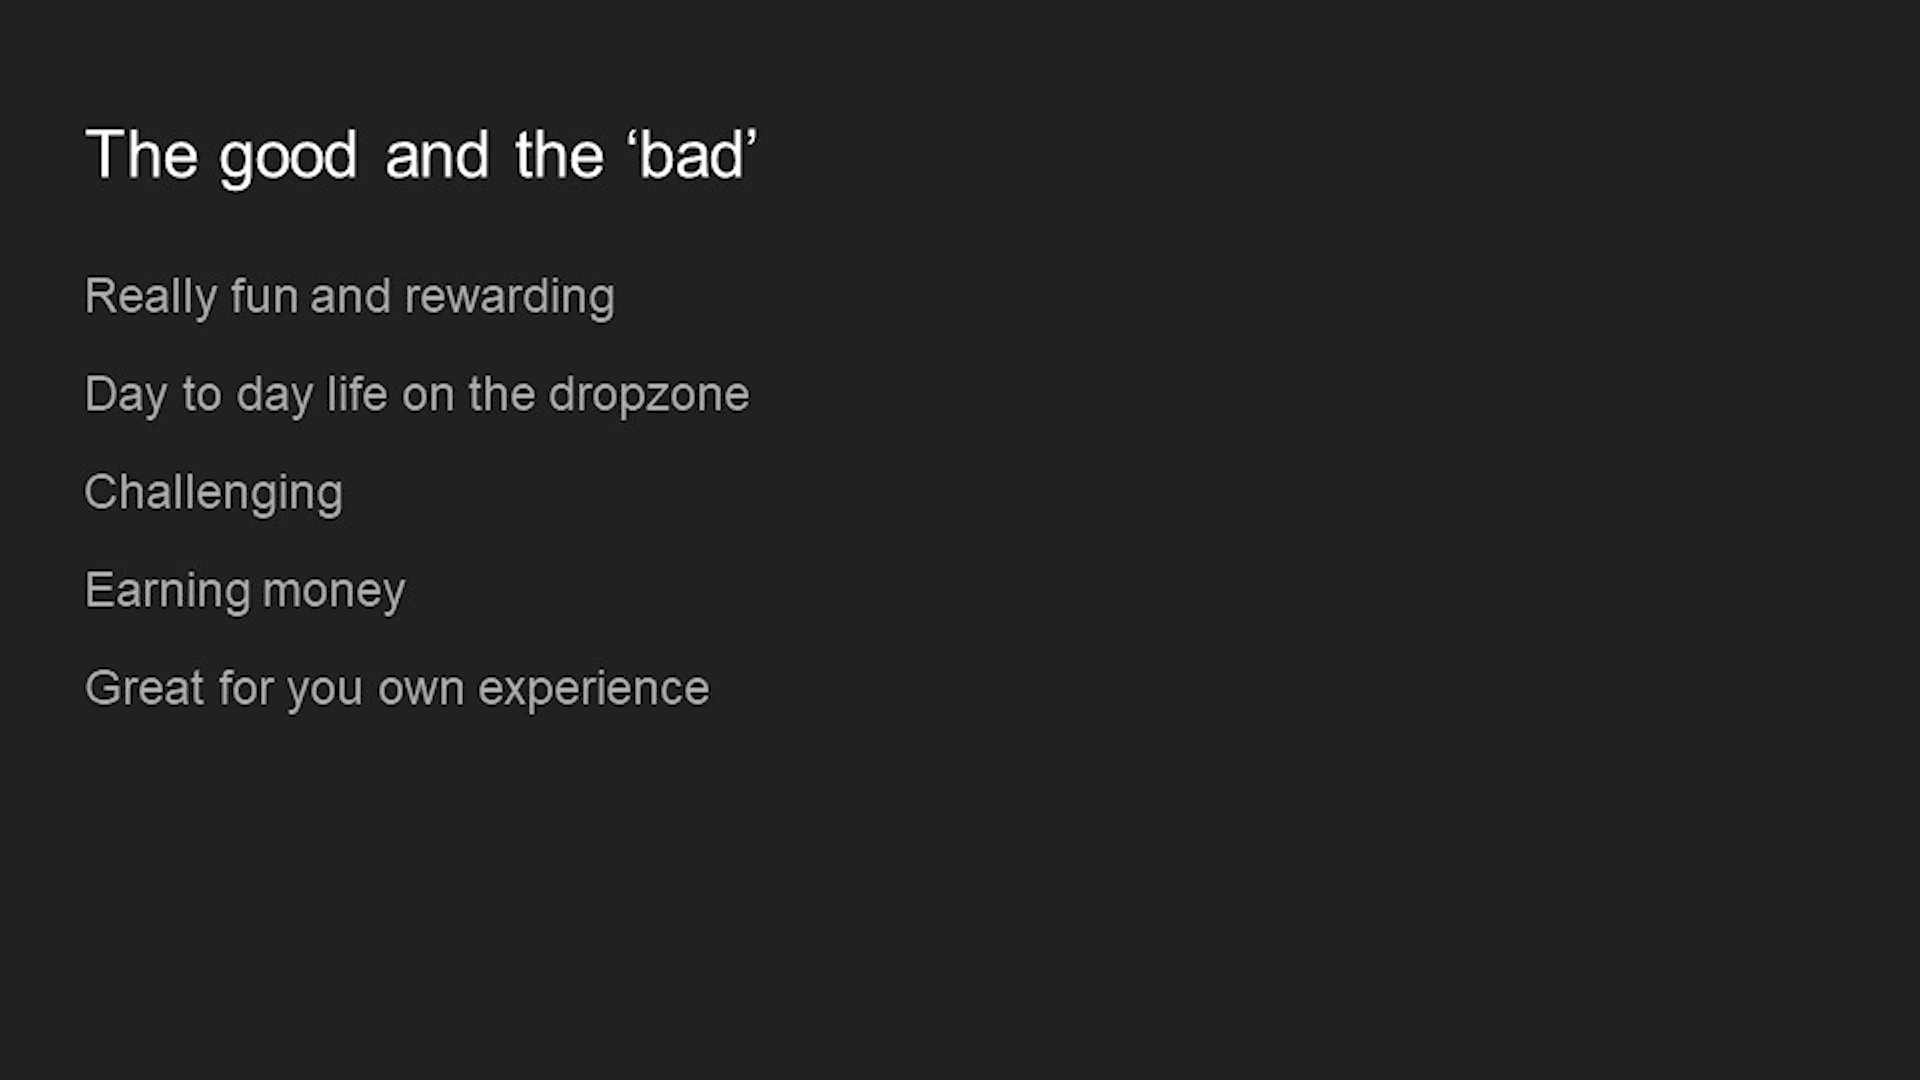 The good and the ‘bad’
Really fun and rewarding
Day to day life on the dropzone
Challenging
Earning money
Great for you own experience